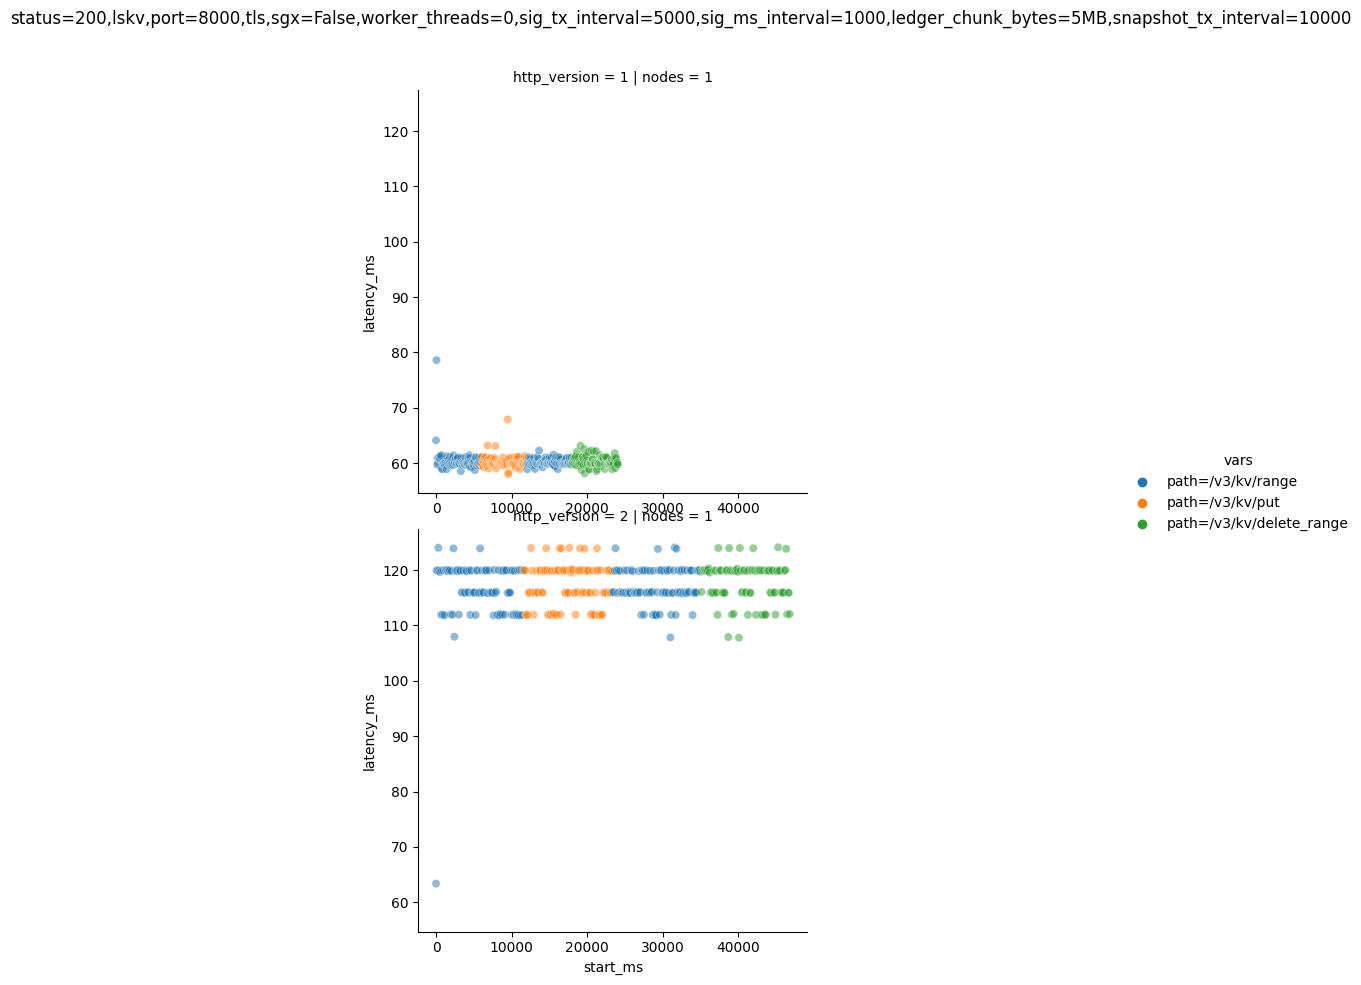 status=200,lskv,port=8000,tls,sgx=False,worker_threads=0,sig_tx_interval=5000,sig_ms_interval=1000,ledger_chunk_bytes=5MB,snapshot_tx_interval=10000
http_version = 1 | nodes = 1
120
110
100
90
80
70
60
latency_ms
0 10000 20000 30000 40000
http_version = 2 | nodes = 1
120
110
100
90
80
70
60
latency_ms
0 10000 20000 30000 40000
start_ms
vars
path=/v3/kv/range
path=/v3/kv/put
path=/v3/kv/delete_range